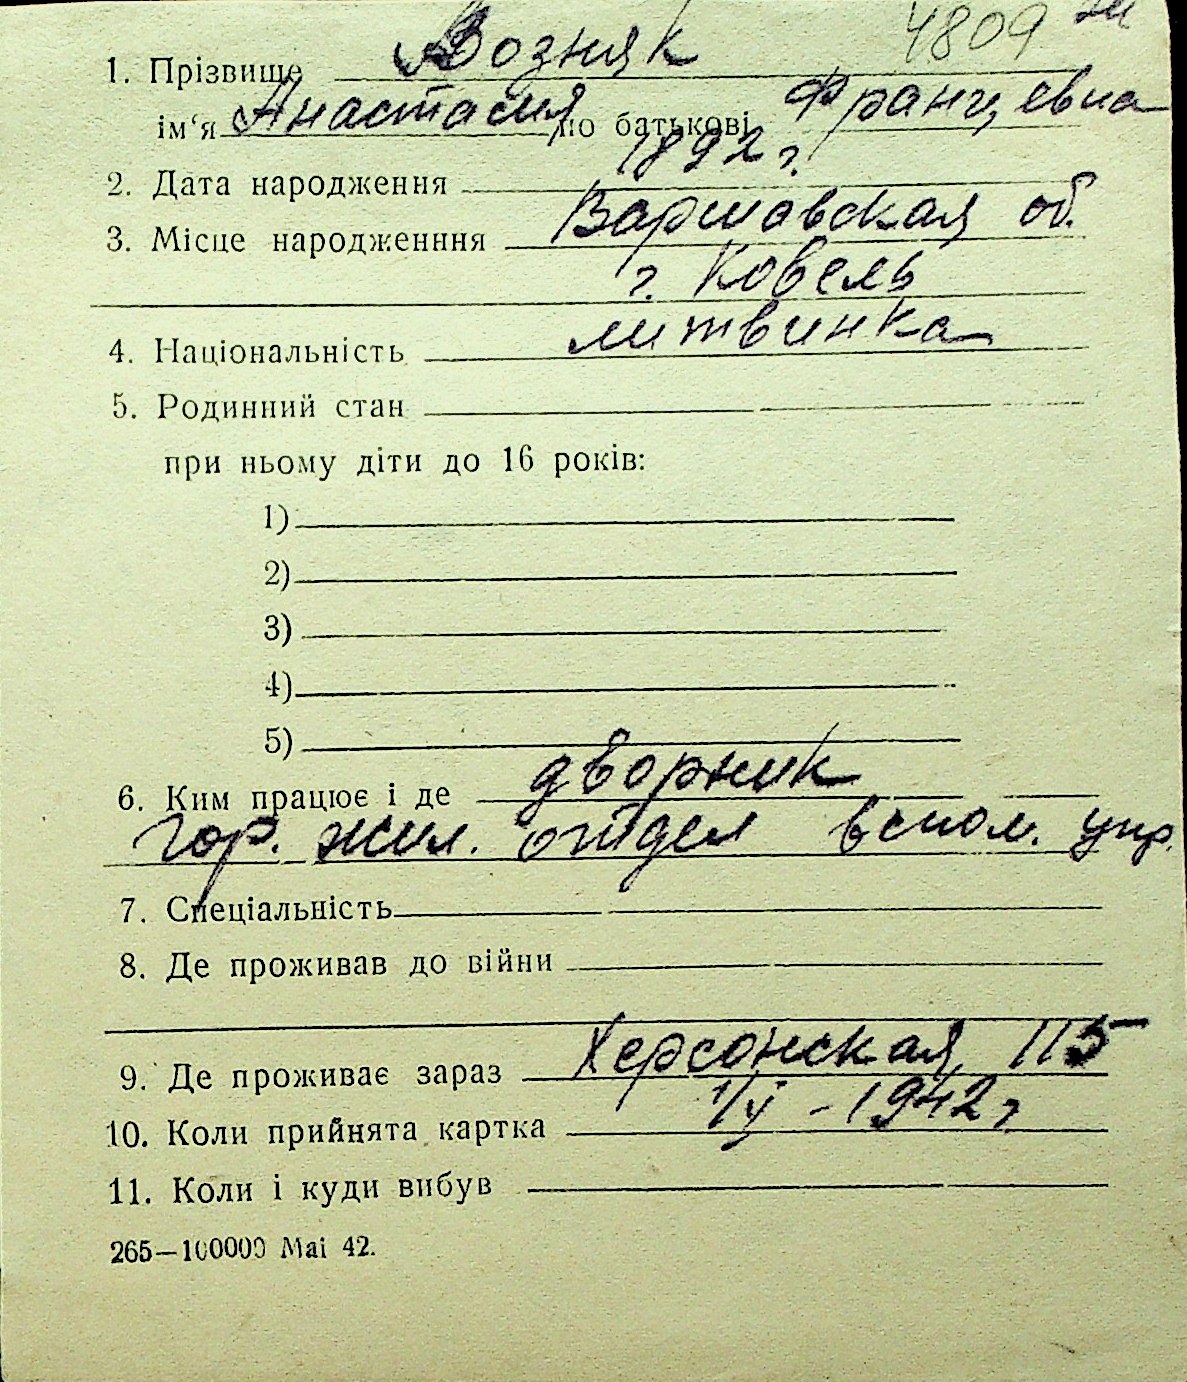 4809
1. Прізвище Возняк
ім'я Анастасия по батькові Францевна
2. Дата народження 1892 г.
3. Місце народженння Варшавская об.
г. Ковель
4. Національність литвинка
5. Родинний стан
при ньому діти до 16 років:
1)
2)
3)
4)
5)
6. Ким працює і де дворник
гор. жил. отдел вспом. упр.
7. Спеціальність
8. Де проживав до війни
9. Де проживає зараз Херсонская, 115
10. Коли прийнята картка 1/V - 1942 г.
11. Коли і куди вибув
265—100000 Маі 42.